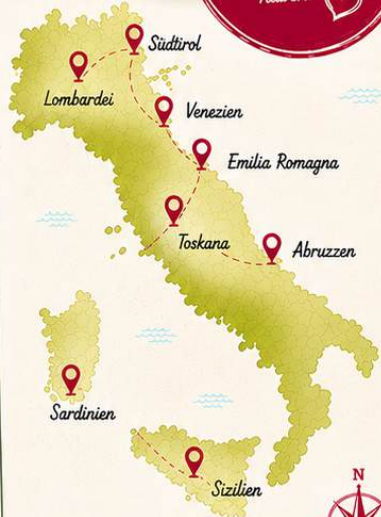 Südtirol
Lombardei
Venezien
Emilia Romagna
Toskana
Abruzzen
Sardinien
Sizilien
N